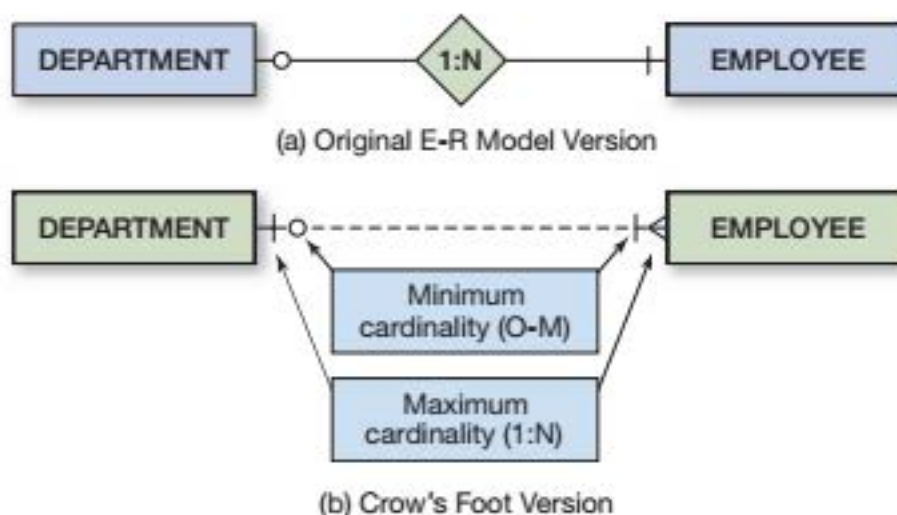 DEPARTMENT 1:N EMPLOYEE
(a) Original E-R Model Version
DEPARTMENT EMPLOYEE
Minimum
cardinality (O-M)
Maximum
cardinality (1:N)
(b) Crow's Foot Version